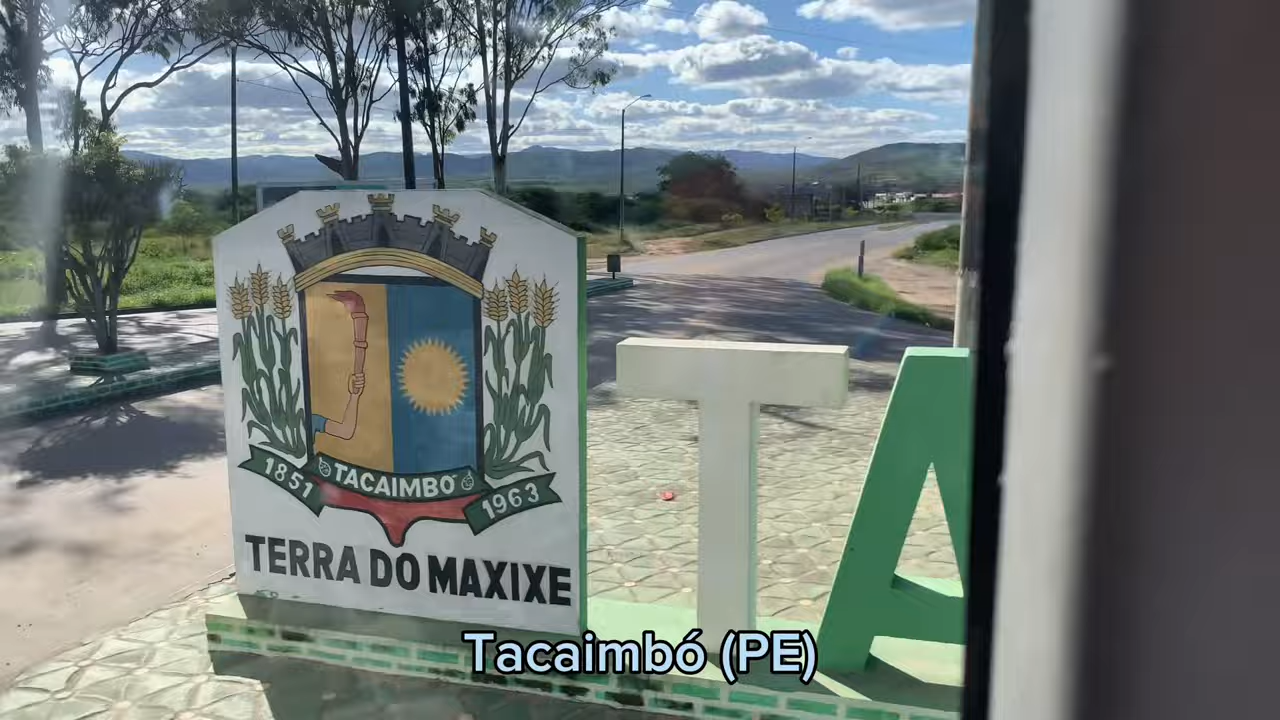 1851
TACAIMBÓ
1963
TERRA DO MAXIXE
TA
Tacaimbó (PE)